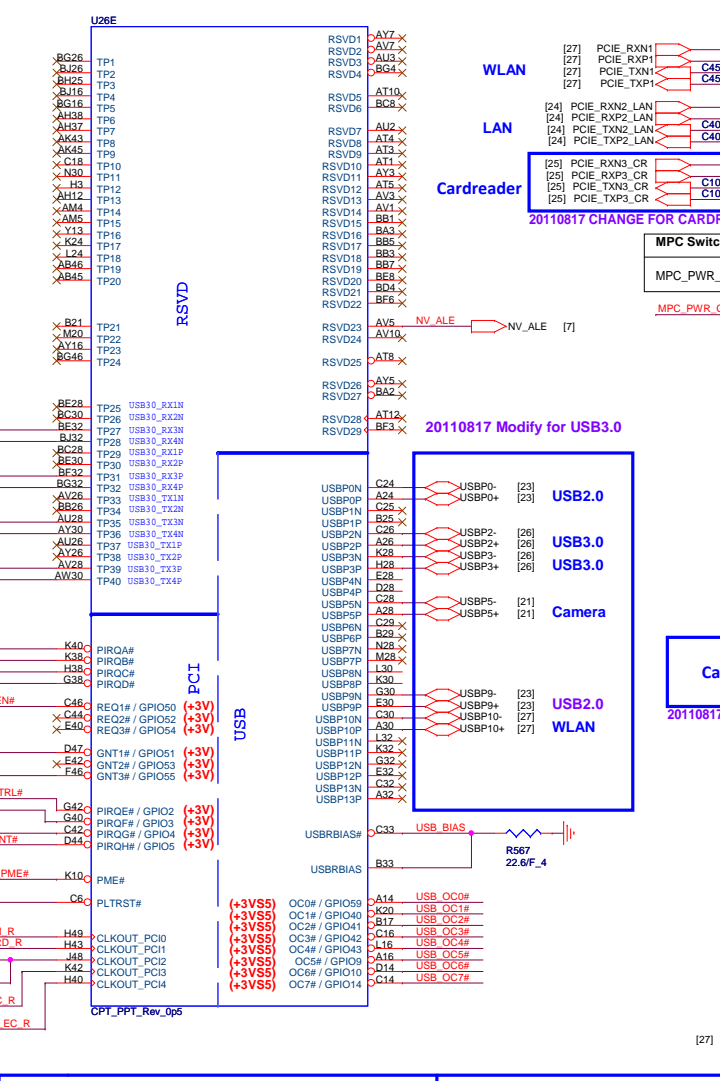 U26E
BG26 TP1
BJ26 TP2
BH25 TP3
BJ16 TP4
BG16 TP5
AH38 TP6
AH37 TP7
AK43 TP8
AK45 TP9
C18 TP10
N30 TP11
H3 TP12
AH12 TP13
AM4 TP14
AM5 TP15
Y13 TP16
K24 TP17
L24 TP18
AB46 TP19
AB45 TP20
B21 TP21
M20 TP22
AY16 TP23
BG46 TP24
BE28 TP25 USB30_RX1N
BC30 TP26 USB30_RX2N
BE32 TP27 USB30_RX3N
BJ32 TP28 USB30_RX4N
BC28 TP29 USB30_RX1P
BE30 TP30 USB30_RX2P
BF32 TP31 USB30_RX3P
BG32 TP32 USB30_RX4P
AV26 TP33 USB30_TX1N
BB26 TP34 USB30_TX2N
AU28 TP35 USB30_TX3N
AY30 TP36 USB30_TX4N
AU26 TP37 USB30_TX1P
AY26 TP38 USB30_TX2P
AV28 TP39 USB30_TX3P
AW30 TP40 USB30_TX4P
RSVD
RSVD1 AY7
RSVD2 AV7
RSVD3 AU3
RSVD4 BG4
RSVD5 AT10
RSVD6 BC8
RSVD7 AU2
RSVD8 AT4
RSVD9 AT3
RSVD10 AT1
RSVD11 AY3
RSVD12 AT5
RSVD13 AV3
RSVD14 AV1
RSVD15 BB1
RSVD16 BA3
RSVD17 BB5
RSVD18 BB3
RSVD19 BB7
RSVD20 BE8
RSVD21 BD4
RSVD22 BF6
RSVD23 AV5 NV_ALE NV_ALE [7]
RSVD24 AV10
RSVD25 AT8
RSVD26 AY5
RSVD27 BA2
RSVD28 AT12
RSVD29 BF3
WLAN
[27] PCIE_RXN1
[27] PCIE_RXP1
[27] PCIE_TXN1 C45
[27] PCIE_TXP1 C45
LAN
[24] PCIE_RXN2_LAN
[24] PCIE_RXP2_LAN
[24] PCIE_TXN2_LAN C40
[24] PCIE_TXP2_LAN C40
Cardreader
[25] PCIE_RXN3_CR
[25] PCIE_RXP3_CR
[25] PCIE_TXN3_CR C10
[25] PCIE_TXP3_CR C10
20110817 CHANGE FOR CARDR
MPC Switc
MPC_PWR_
MPC_PWR_C
20110817 Modify for USB3.0
USBP0N C24 USBP0- [23]
USBP0P A24 USBP0+ [23] USB2.0
USBP1N C25
USBP1P B25
USBP2N C26 USBP2- [26]
USBP2P A26 USBP2+ [26] USB3.0
USBP3N K28 USBP3- [26]
USBP3P H28 USBP3+ [26] USB3.0
USBP4N E28
USBP4P D28
USBP5N C28 USBP5- [21]
USBP5P A28 USBP5+ [21] Camera
USBP6N C29
USBP6P B29
USBP7N N28
USBP7P M28
USBP8N L30
USBP8P K30
USBP9N G30 USBP9- [23]
USBP9P E30 USBP9+ [23] USB2.0
USBP10N C30 USBP10- [27]
USBP10P A30 USBP10+ [27] WLAN
USBP11N L32
USBP11P K32
USBP12N G32
USBP12P E32
USBP13N C32
USBP13P A32
Ca
20110817
USBRBIAS# C33 USB_BIAS
R567
22.6/F_4
USBRBIAS B33
PCI
USB
K40 PIRQA#
K38 PIRQB#
H38 PIRQC#
G38 PIRQD#
EN# C46 REQ1# / GPIO50 (+3V)
C44 REQ2# / GPIO52 (+3V)
E40 REQ3# / GPIO54 (+3V)
D47 GNT1# / GPIO51 (+3V)
E42 GNT2# / GPIO53 (+3V)
F46 GNT3# / GPIO55 (+3V)
TRL# G42 PIRQE# / GPIO2 (+3V)
G40 PIRQF# / GPIO3 (+3V)
C42 PIRQG# / GPIO4 (+3V)
NT# D44 PIRQH# / GPIO5 (+3V)
PME# K10 PME#
C6 PLTRST#
_R H49 CLKOUT_PCI0
RD_R H43 CLKOUT_PCI1
J48 CLKOUT_PCI2
K42 CLKOUT_PCI3
H40 CLKOUT_PCI4
C_R
EC_R
(+3VS5) OC0# / GPIO59 A14 USB_OC0#
(+3VS5) OC1# / GPIO40 K20 USB_OC1#
(+3VS5) OC2# / GPIO41 B17 USB_OC2#
(+3VS5) OC3# / GPIO42 C16 USB_OC3#
(+3VS5) OC4# / GPIO43 L16 USB_OC4#
(+3VS5) OC5# / GPIO9 A16 USB_OC5#
(+3VS5) OC6# / GPIO10 D14 USB_OC6#
(+3VS5) OC7# / GPIO14 C14 USB_OC7#
CPT_PPT_Rev_0p5
[27]